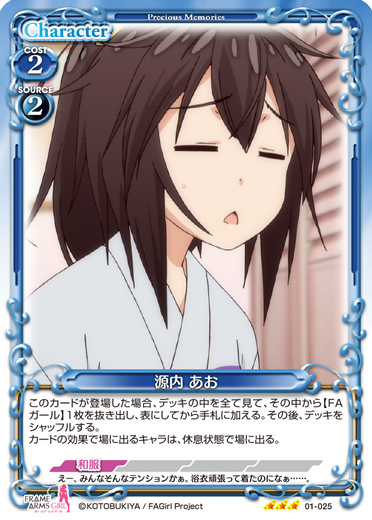 Precious Memories
Character
COST
2
SOURCE
2
源内 あお
このカードが登場した場合、デッキの中を全て見て、その中から【FA
ガール】1枚を抜き出し、表にしてから手札に加える。その後、デッキを
シャッフルする。
カードの効果で場に出るキャラは、休息状態で場に出る。
和服
えー、みんなそんなテンションかぁ。浴衣頑張って着たのになぁ……。
FRAME
ARMS GIRL
©KOTOBUKIYA / FAGirl Project
01-025